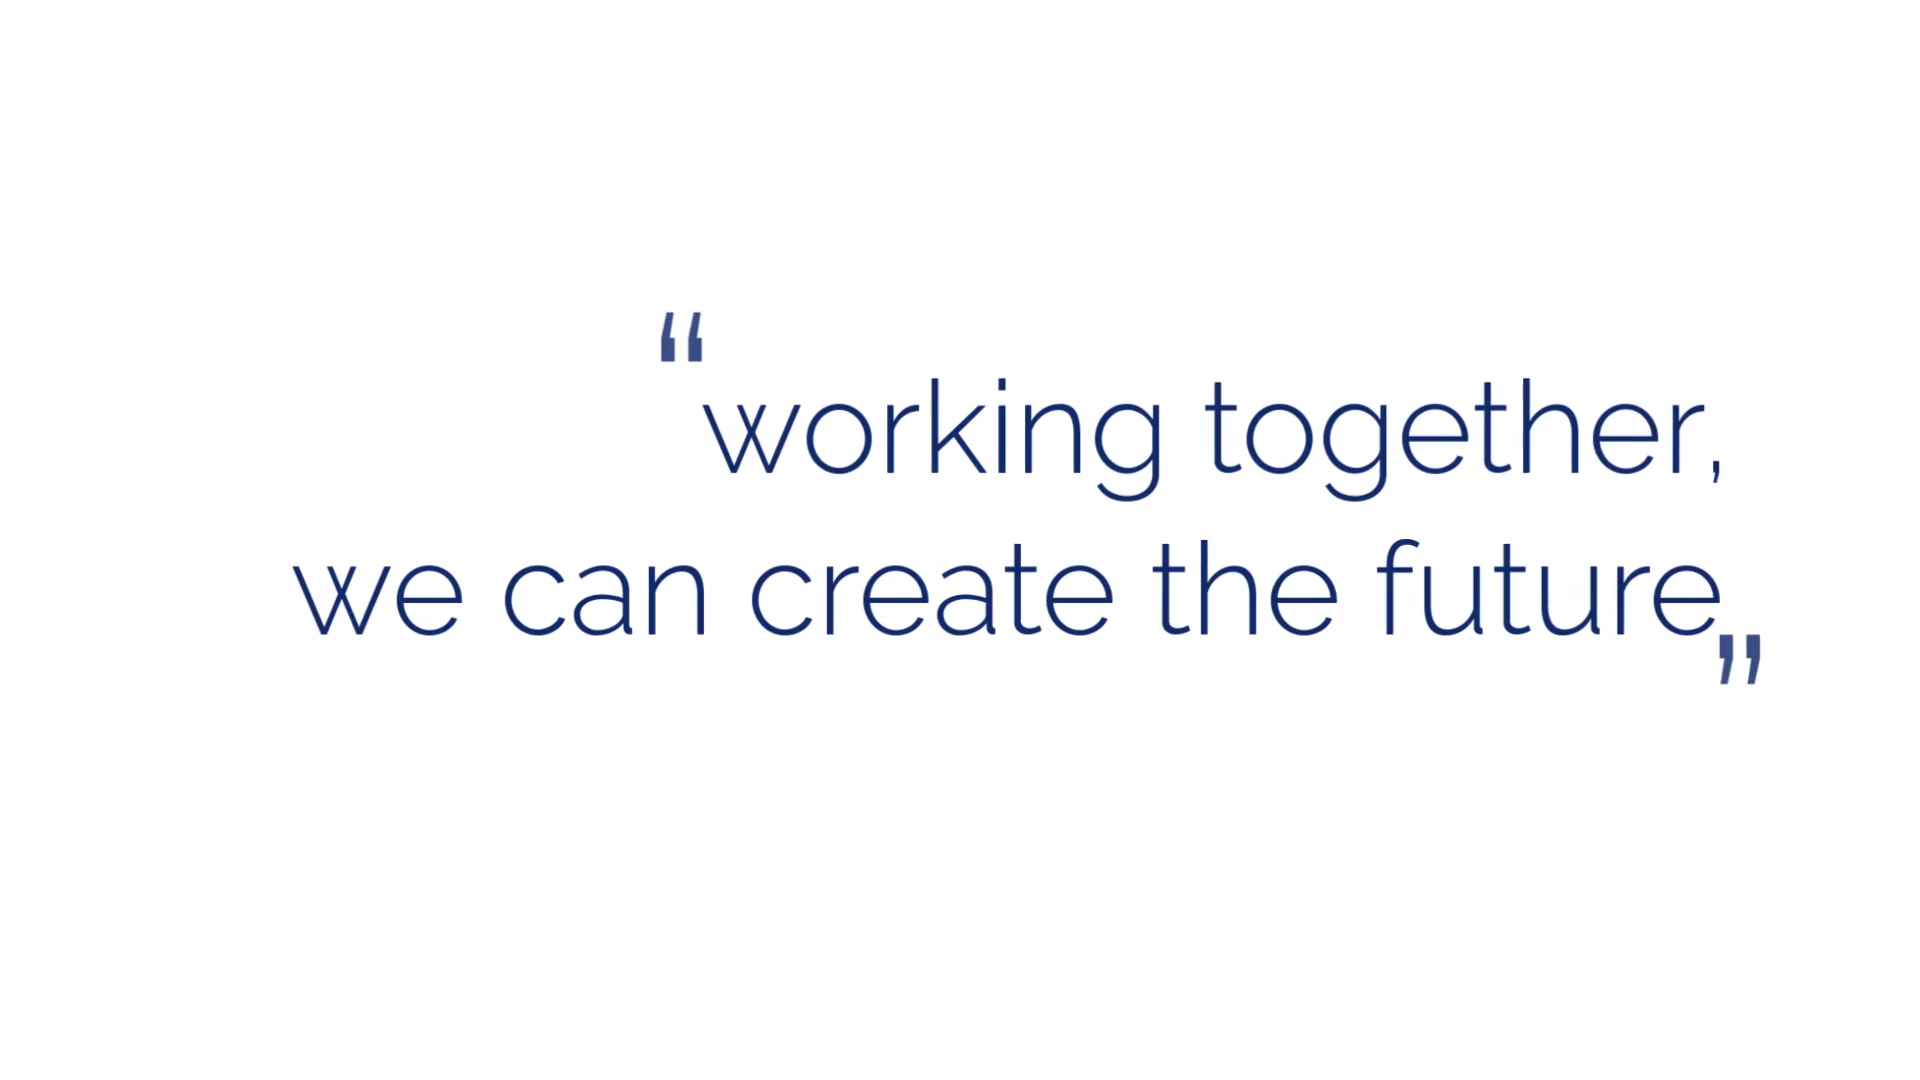 “working together,
we can create the future”